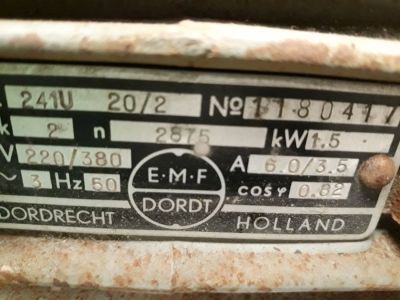 241U 20/2 No 1180417
k 2 n 2875 kW 1.5
V 220/380 A 6.0/3.5
~ 3 Hz 50 E·M·F cos φ 0.82
DORDRECHT DORDT HOLLAND